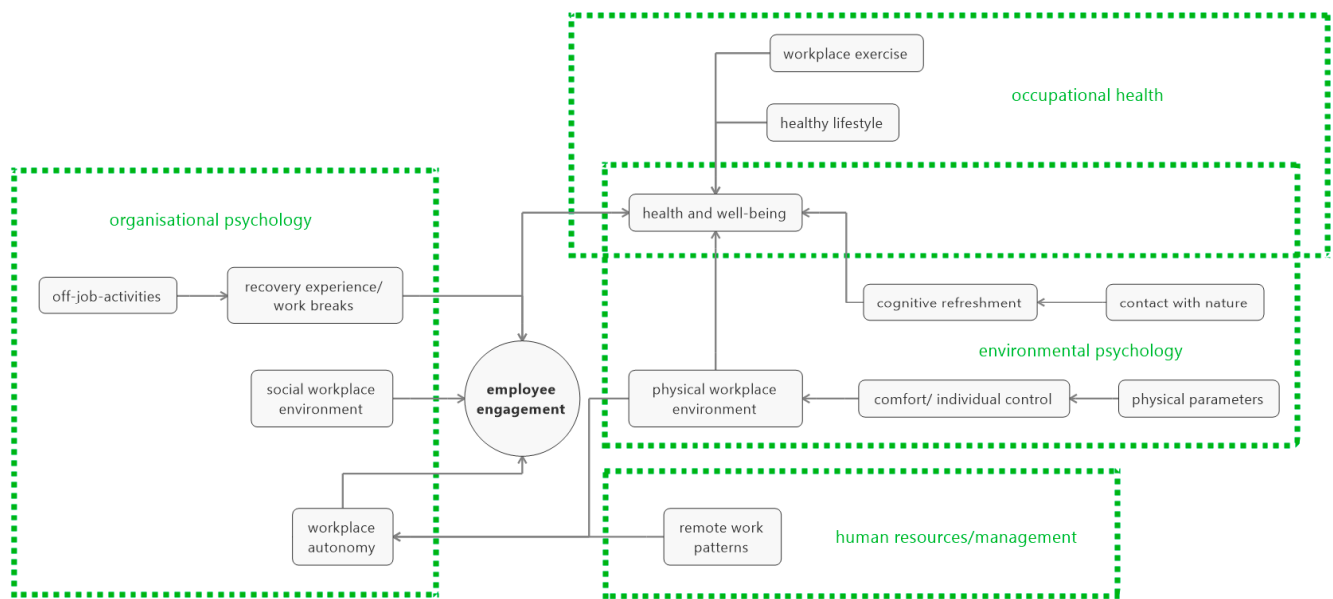 workplace exercise
occupational health
healthy lifestyle
organisational psychology
health and well-being
off-job-activities
recovery experience/
work breaks
cognitive refreshment
contact with nature
environmental psychology
social workplace
environment
employee
engagement
physical workplace
environment
comfort/ individual control
physical parameters
workplace
autonomy
remote work
patterns
human resources/management